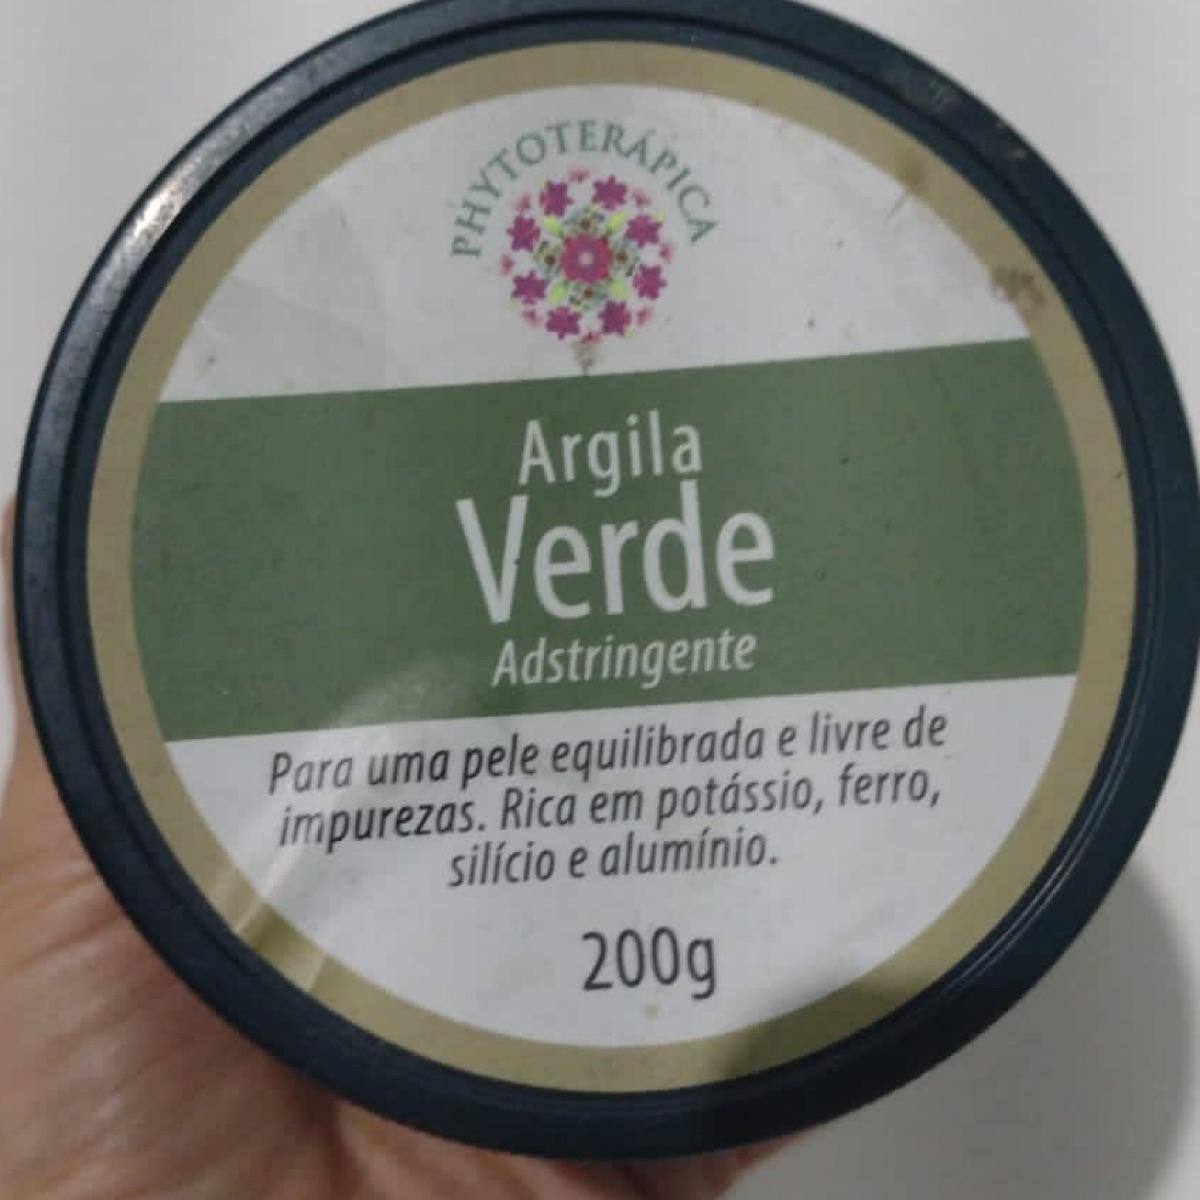 PHYTOTERÁPICA
Argila
Verde
Adstringente
Para uma pele equilibrada e livre de
impurezas. Rica em potássio, ferro,
silício e alumínio.
200g